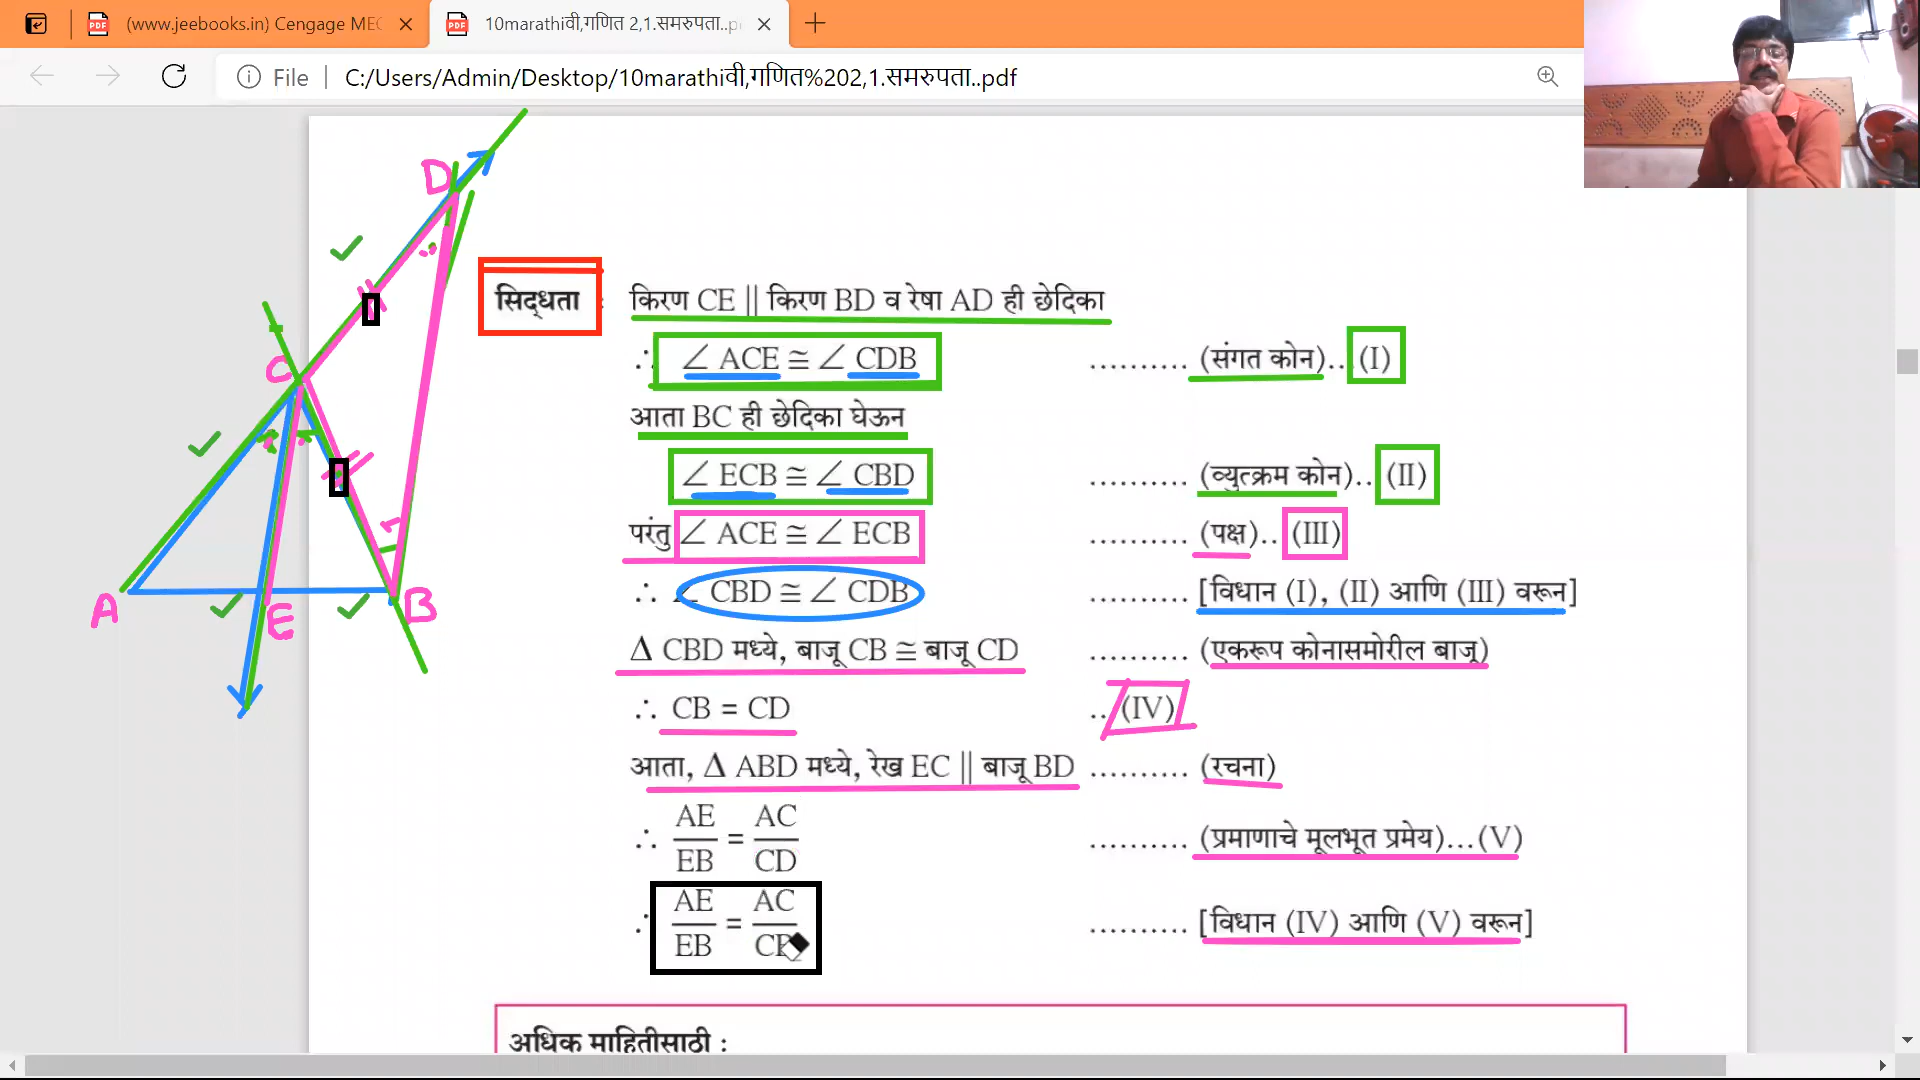 (www.jeebooks.in) Cengage MEC
10marathiवी,गणित 2,1.समरुपता..p
File | C:/Users/Admin/Desktop/10marathiवी,गणित%202,1.समरुपता..pdf
D
C
A
E
B
सिद्धता : किरण CE || किरण BD व रेषा AD ही छेदिका
∴ ∠ ACE ≅ ∠ CDB .......... (संगत कोन)...(I)
आता BC ही छेदिका घेऊन
∠ ECB ≅ ∠ CBD .......... (व्युत्क्रम कोन)...(II)
परंतु ∠ ACE ≅ ∠ ECB .......... (पक्ष)...(III)
∴ ∠ CBD ≅ ∠ CDB .......... [विधान (I), (II) आणि (III) वरून]
Δ CBD मध्ये, बाजू CB ≅ बाजू CD .......... (एकरूप कोनासमोरील बाजू)
∴ CB = CD ...(IV)
आता, Δ ABD मध्ये, रेख EC || बाजू BD .......... (रचना)
∴ AE/EB = AC/CD .......... (प्रमाणाचे मूलभूत प्रमेय)...(V)
∴ AE/EB = AC/CB .......... [विधान (IV) आणि (V) वरून]
अधिक माहितीसाठी :